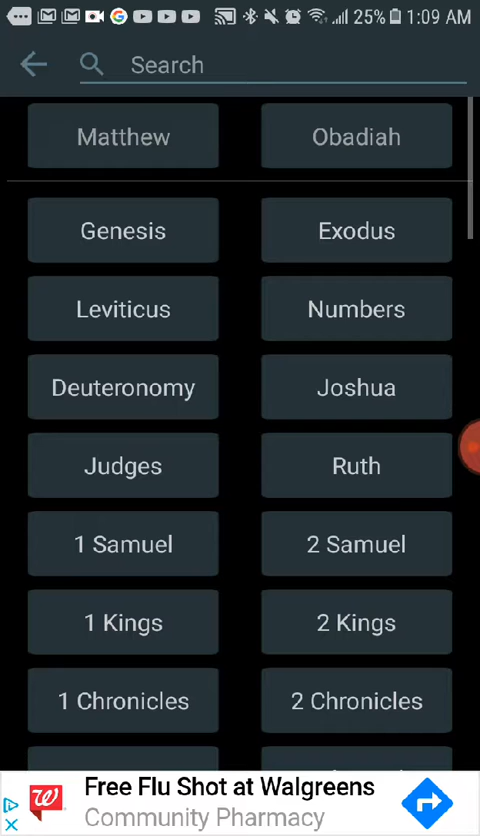 25% 1:09 AM
Search
Matthew Obadiah
Genesis Exodus
Leviticus Numbers
Deuteronomy Joshua
Judges Ruth
1 Samuel 2 Samuel
1 Kings 2 Kings
1 Chronicles 2 Chronicles
Free Flu Shot at Walgreens
Community Pharmacy